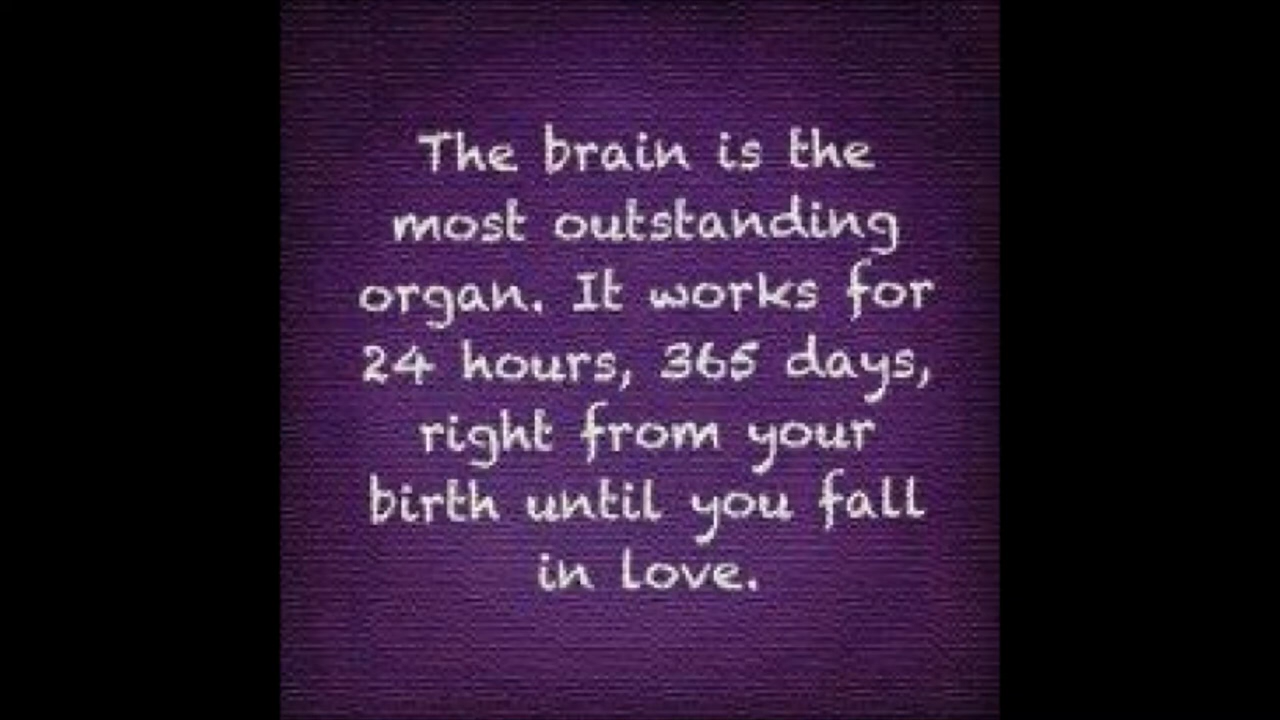 The brain is the
most outstanding
organ. It works for
24 hours, 365 days,
right from your
birth until you fall
in love.